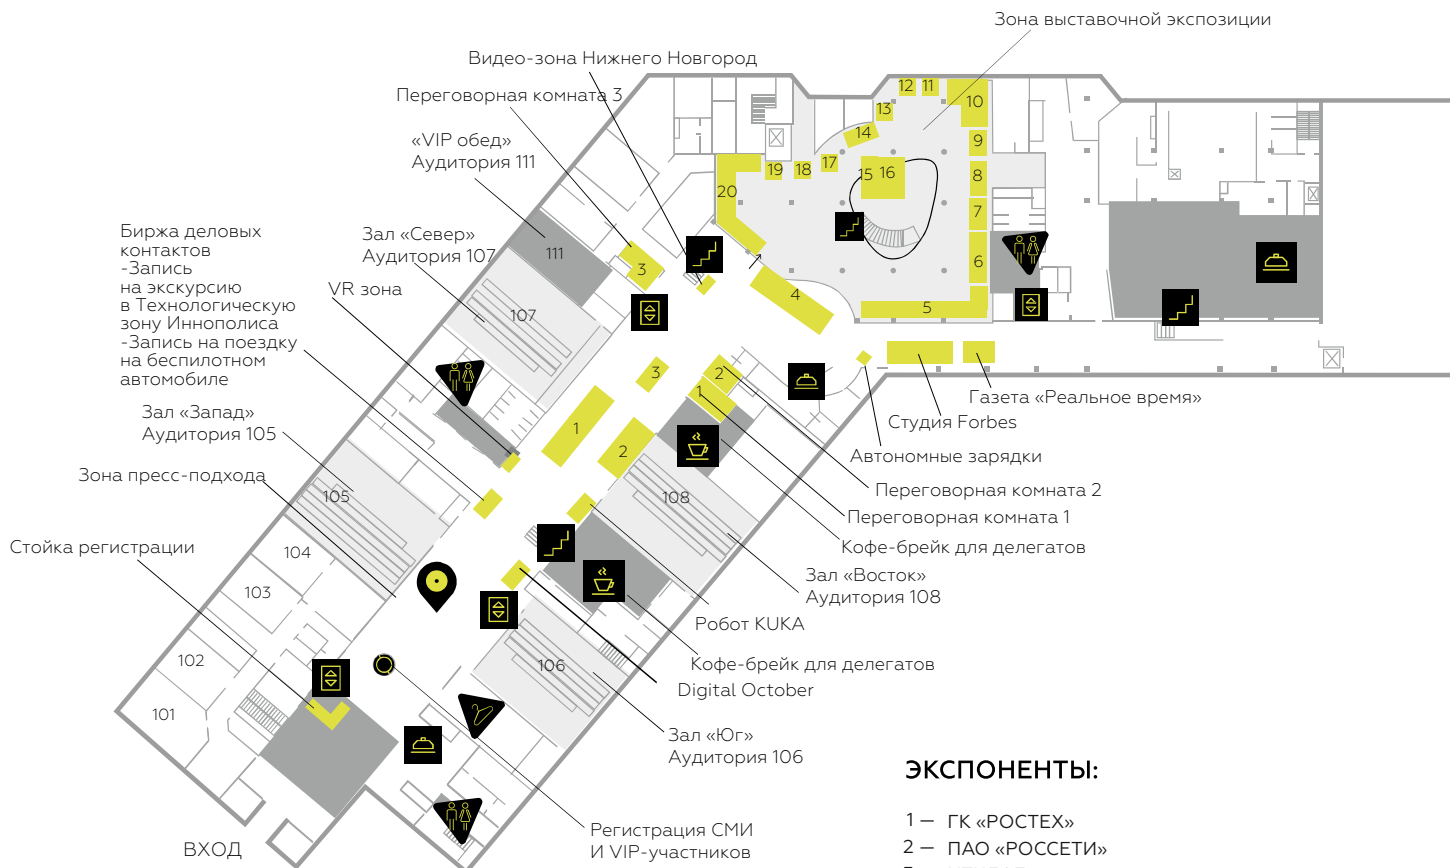 Зона выставочной экспозиции
Видео-зона Нижнего Новгород
Переговорная комната 3
«VIP обед»
Аудитория 111
Зал «Север»
Аудитория 107
VR зона
Биржа деловых
контактов
-Запись
на экскурсию
в Технологическую
зону Иннополиса
-Запись на поездку
на беспилотном
автомобиле
Зал «Запад»
Аудитория 105
Зона пресс-подхода
Стойка регистрации
12
11
10
13
14
9
17
19
18
15
16
8
20
7
6
111
3
4
5
107
3
2
1
1
2
105
108
104
103
102
101
106
Газета «Реальное время»
Студия Forbes
Автономные зарядки
Переговорная комната 2
Переговорная комната 1
Кофе-брейк для делегатов
Зал «Восток»
Аудитория 108
Робот KUKA
Кофе-брейк для делегатов
Digital October
Зал «Юг»
Аудитория 106
Регистрация СМИ
И VIP-участников
ВХОД
ЭКСПОНЕНТЫ:
1 — ГК «РОСТЕХ»
2 — ПАО «РОССЕТИ»